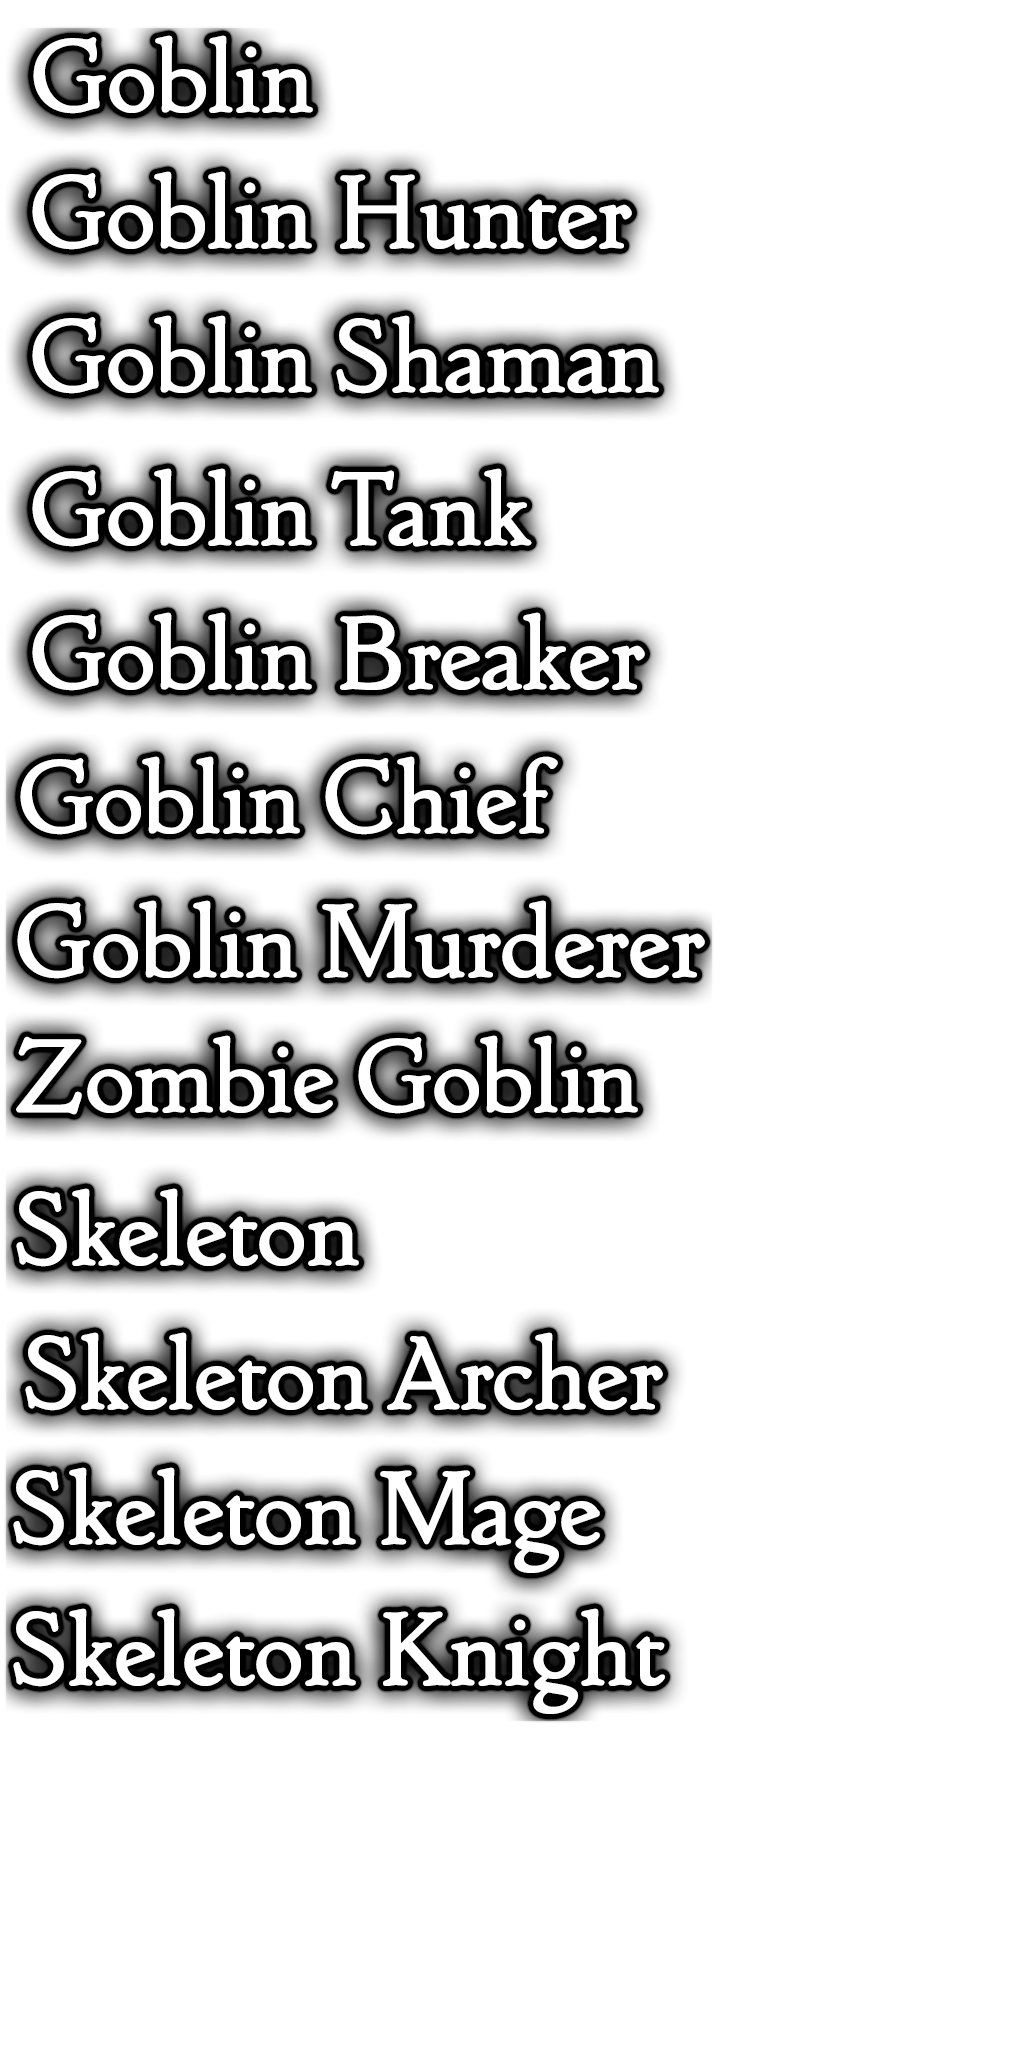 Goblin
Goblin Hunter
Goblin Shaman
Goblin Tank
Goblin Breaker
Goblin Chief
Goblin Murderer
Zombie Goblin
Skeleton
Skeleton Archer
Skeleton Mage
Skeleton Knight